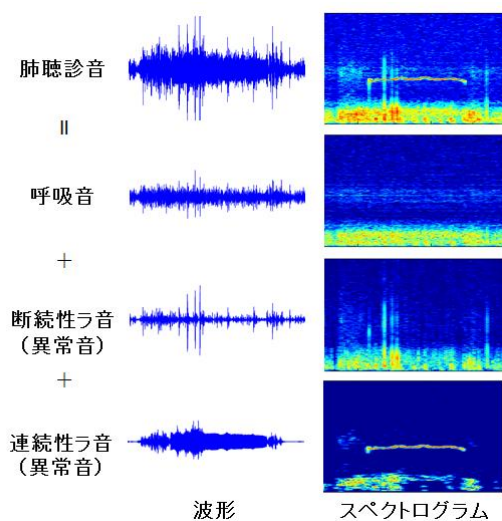 肺聴診音
=
呼吸音
+
断続性ラ音
(異常音)
+
連続性ラ音
(異常音)
波形
スペクトログラム